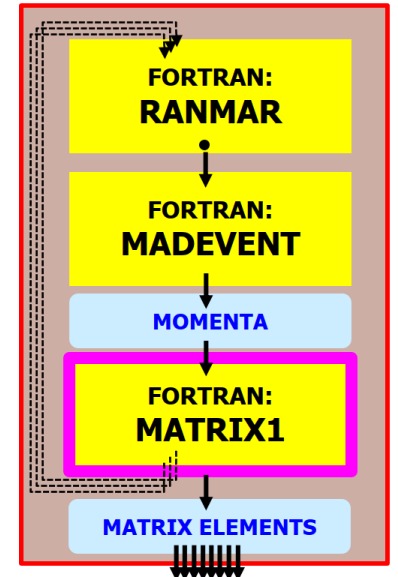 FORTRAN:
RANMAR
FORTRAN:
MADEVENT
MOMENTA
FORTRAN:
MATRIX1
MATRIX ELEMENTS